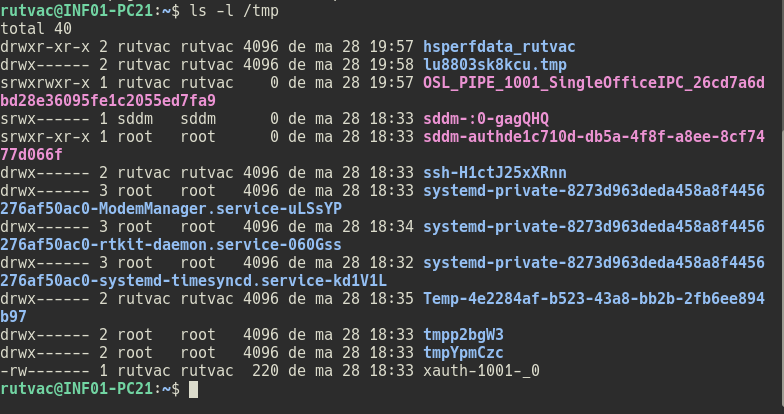 rutvac@INF01-PC21:~$ ls -l /tmp
total 40
drwxr-xr-x 2 rutvac rutvac 4096 de ma 28 19:57 hsperfdata_rutvac
drwx------ 2 rutvac rutvac 4096 de ma 28 19:58 lu8803sk8kcu.tmp
srwxrwxr-x 1 rutvac rutvac    0 de ma 28 19:57 OSL_PIPE_1001_SingleOfficeIPC_26cd7a6d
bd28e36095fe1c2055ed7fa9
srwx------ 1 sddm   sddm      0 de ma 28 18:33 sddm-:0-gagQHQ
srwxr-xr-x 1 root   root      0 de ma 28 18:33 sddm-authde1c710d-db5a-4f8f-a8ee-8cf74
77d066f
drwx------ 2 rutvac rutvac 4096 de ma 28 18:33 ssh-H1ctJ25xXRnn
drwx------ 3 root   root   4096 de ma 28 18:33 systemd-private-8273d963deda458a8f4456
276af50ac0-ModemManager.service-uLSsYP
drwx------ 3 root   root   4096 de ma 28 18:34 systemd-private-8273d963deda458a8f4456
276af50ac0-rtkit-daemon.service-060Gss
drwx------ 3 root   root   4096 de ma 28 18:32 systemd-private-8273d963deda458a8f4456
276af50ac0-systemd-timesyncd.service-kd1V1L
drwx------ 2 rutvac rutvac 4096 de ma 28 18:35 Temp-4e2284af-b523-43a8-bb2b-2fb6ee894
b97
drwx------ 2 root   root   4096 de ma 28 18:33 tmpp2bgW3
drwx------ 2 root   root   4096 de ma 28 18:33 tmpYpmCzc
-rw------- 1 rutvac rutvac  220 de ma 28 18:33 xauth-1001-_0
rutvac@INF01-PC21:~$